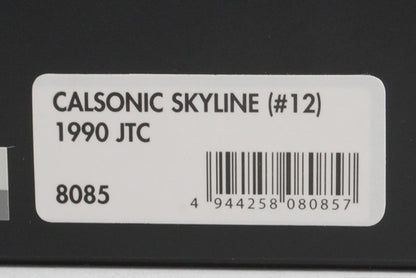 CALSONIC SKYLINE (#12)
1990 JTC
8085
4 944258 080857